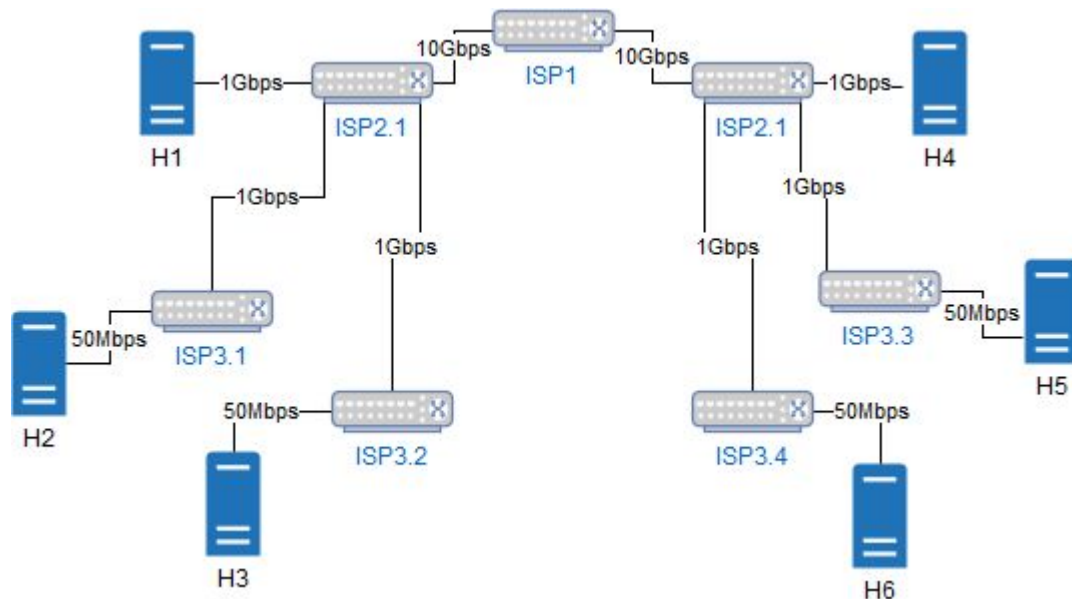 10Gbps
ISP1
10Gbps
1Gbps
ISP2.1
ISP2.1
1Gbps
H1
H4
1Gbps
1Gbps
1Gbps
1Gbps
50Mbps
ISP3.1
ISP3.3
50Mbps
H2
H5
50Mbps
ISP3.2
ISP3.4
50Mbps
H3
H6